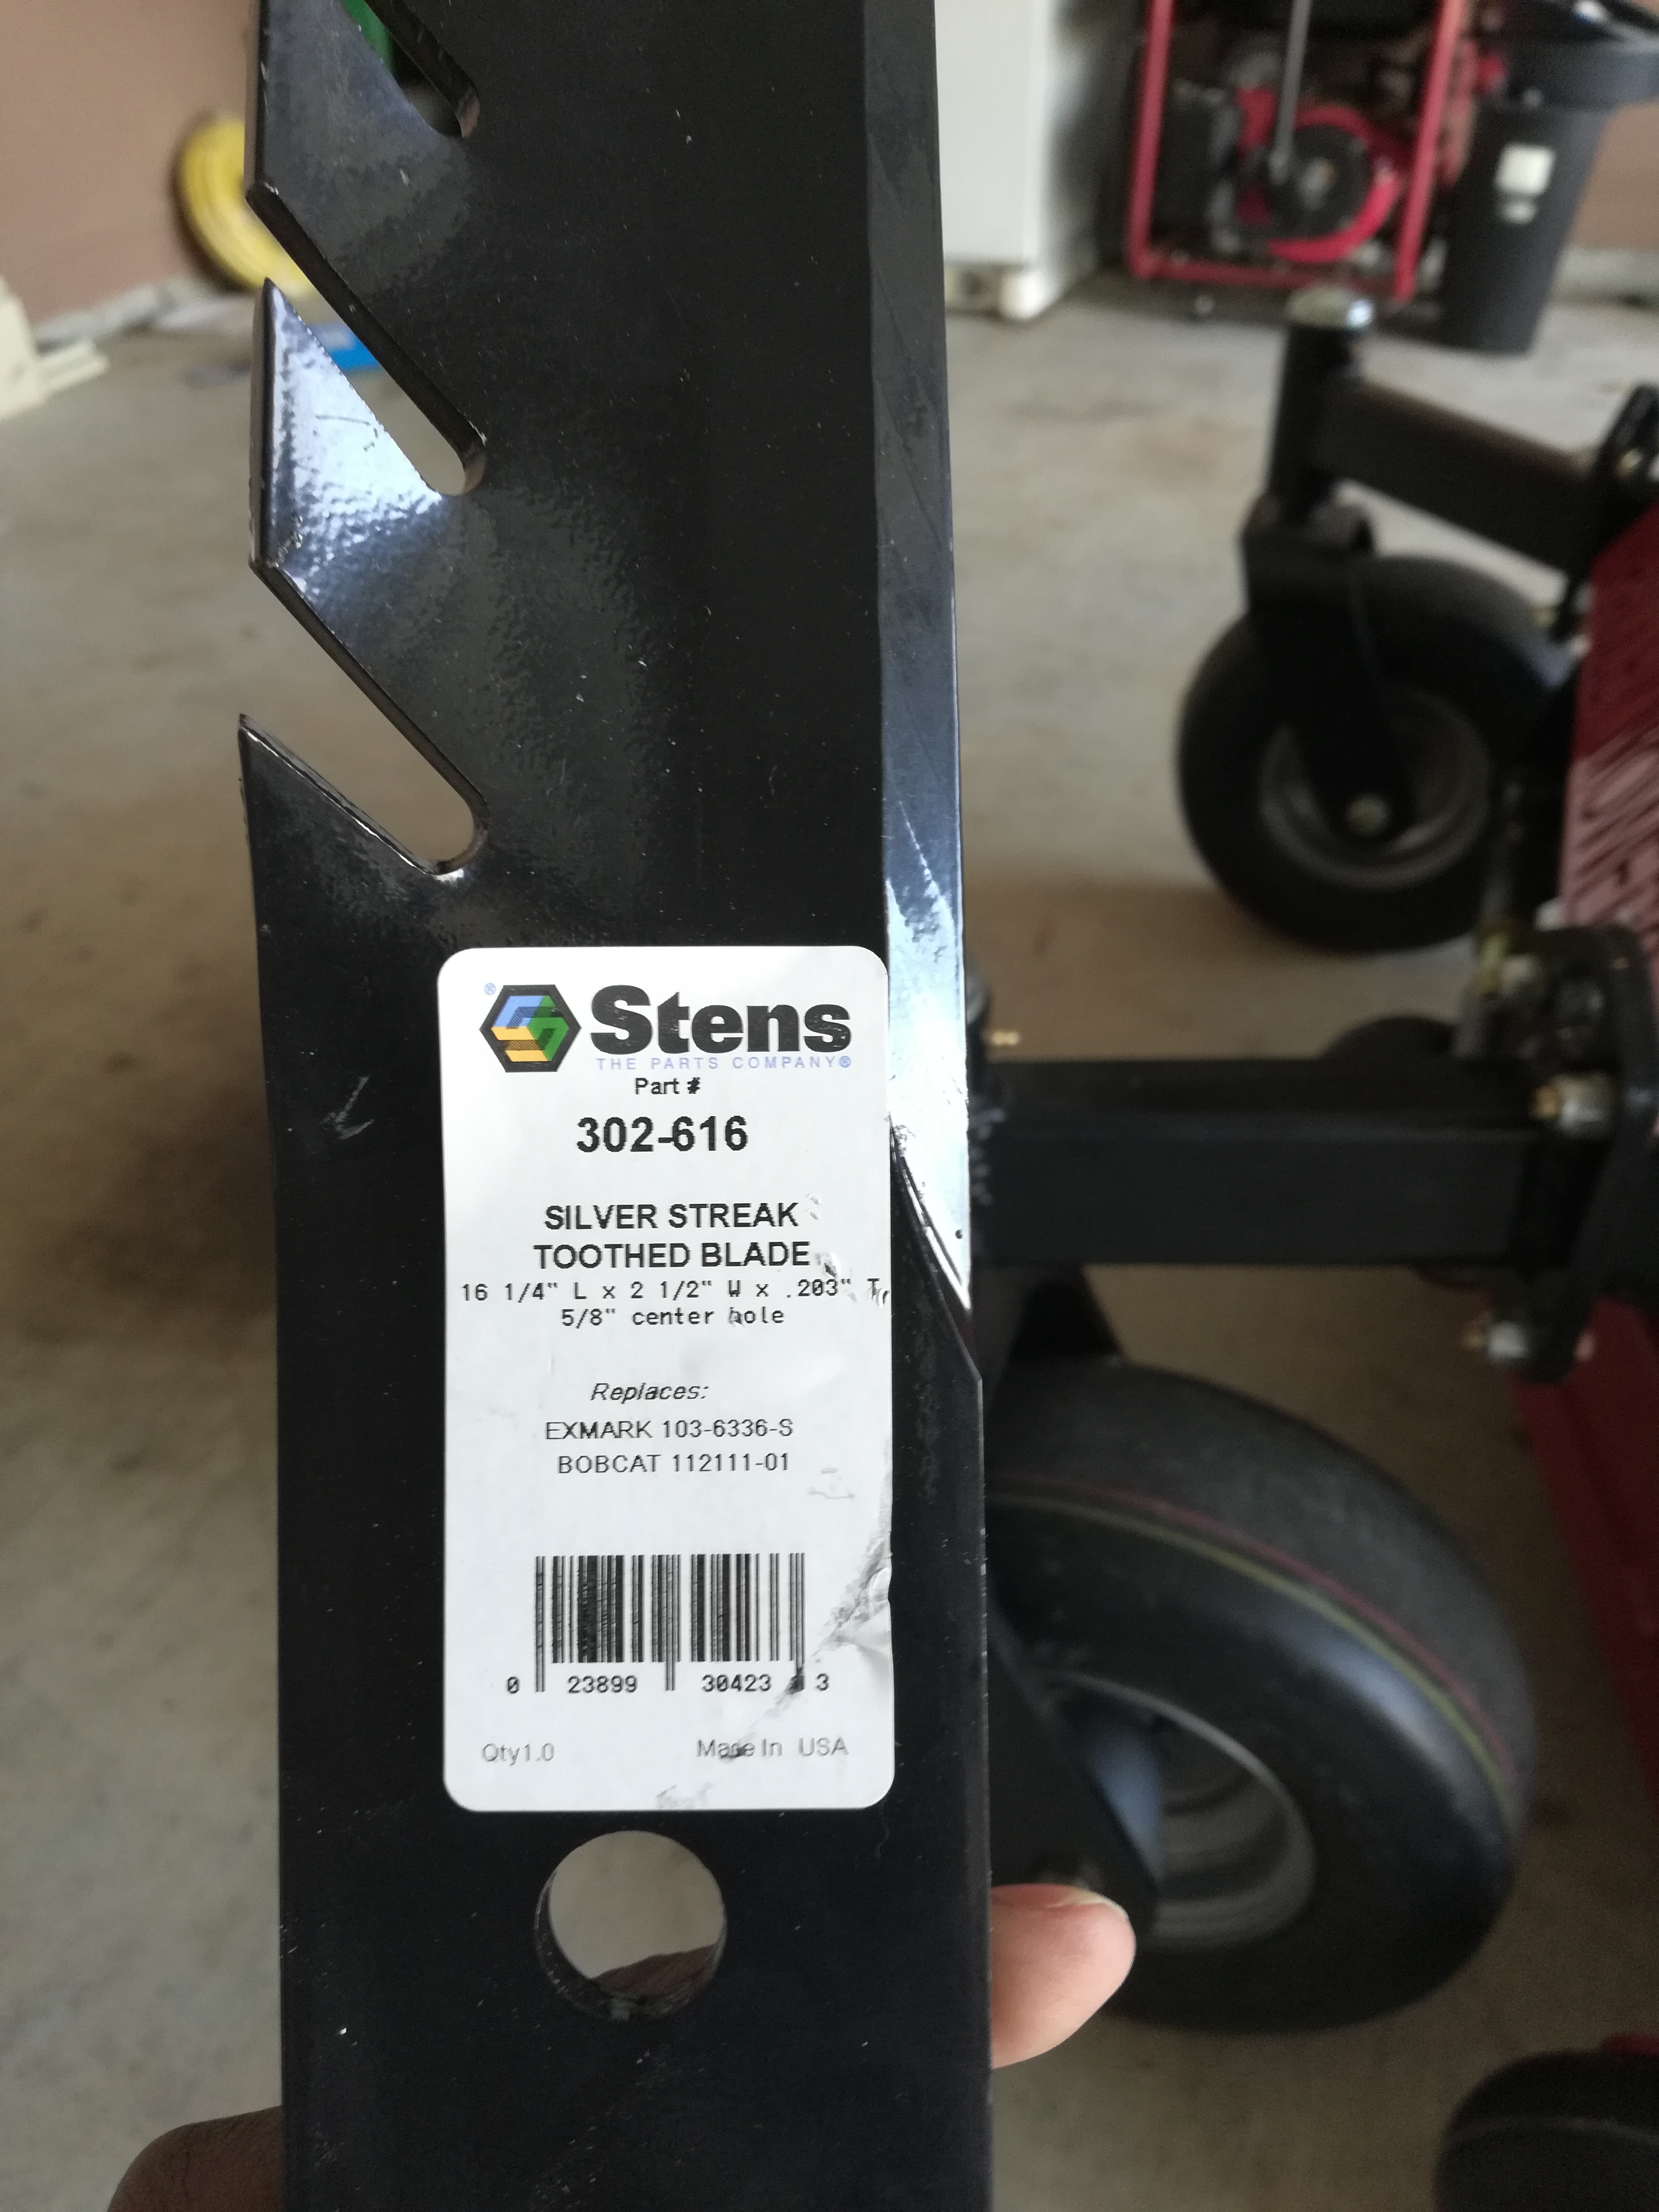 ® Stens
THE PARTS COMPANY®
Part #
302-616
SILVER STREAK
TOOTHED BLADE
16 1/4" L x 2 1/2" W x .203" T,
5/8" center hole
Replaces:
EXMARK 103-6336-S
BOBCAT 112111-01
0 23899 30423 3
Qty1.0 Made In USA